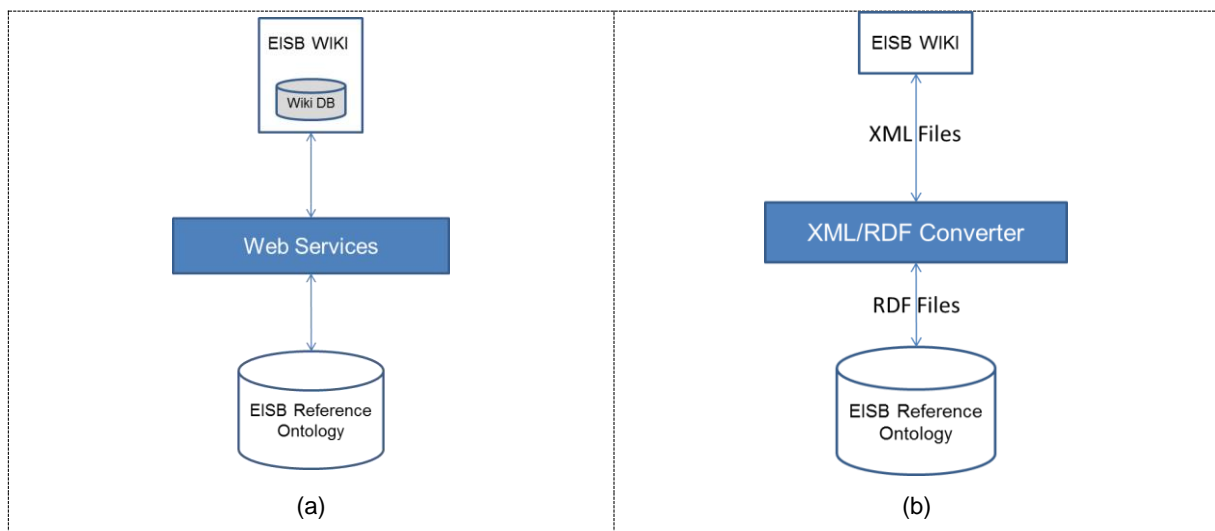 EISB WIKI
Wiki DB
Web Services
EISB Reference
Ontology
(a)
EISB WIKI
XML Files
XML/RDF Converter
RDF Files
EISB Reference
Ontology
(b)